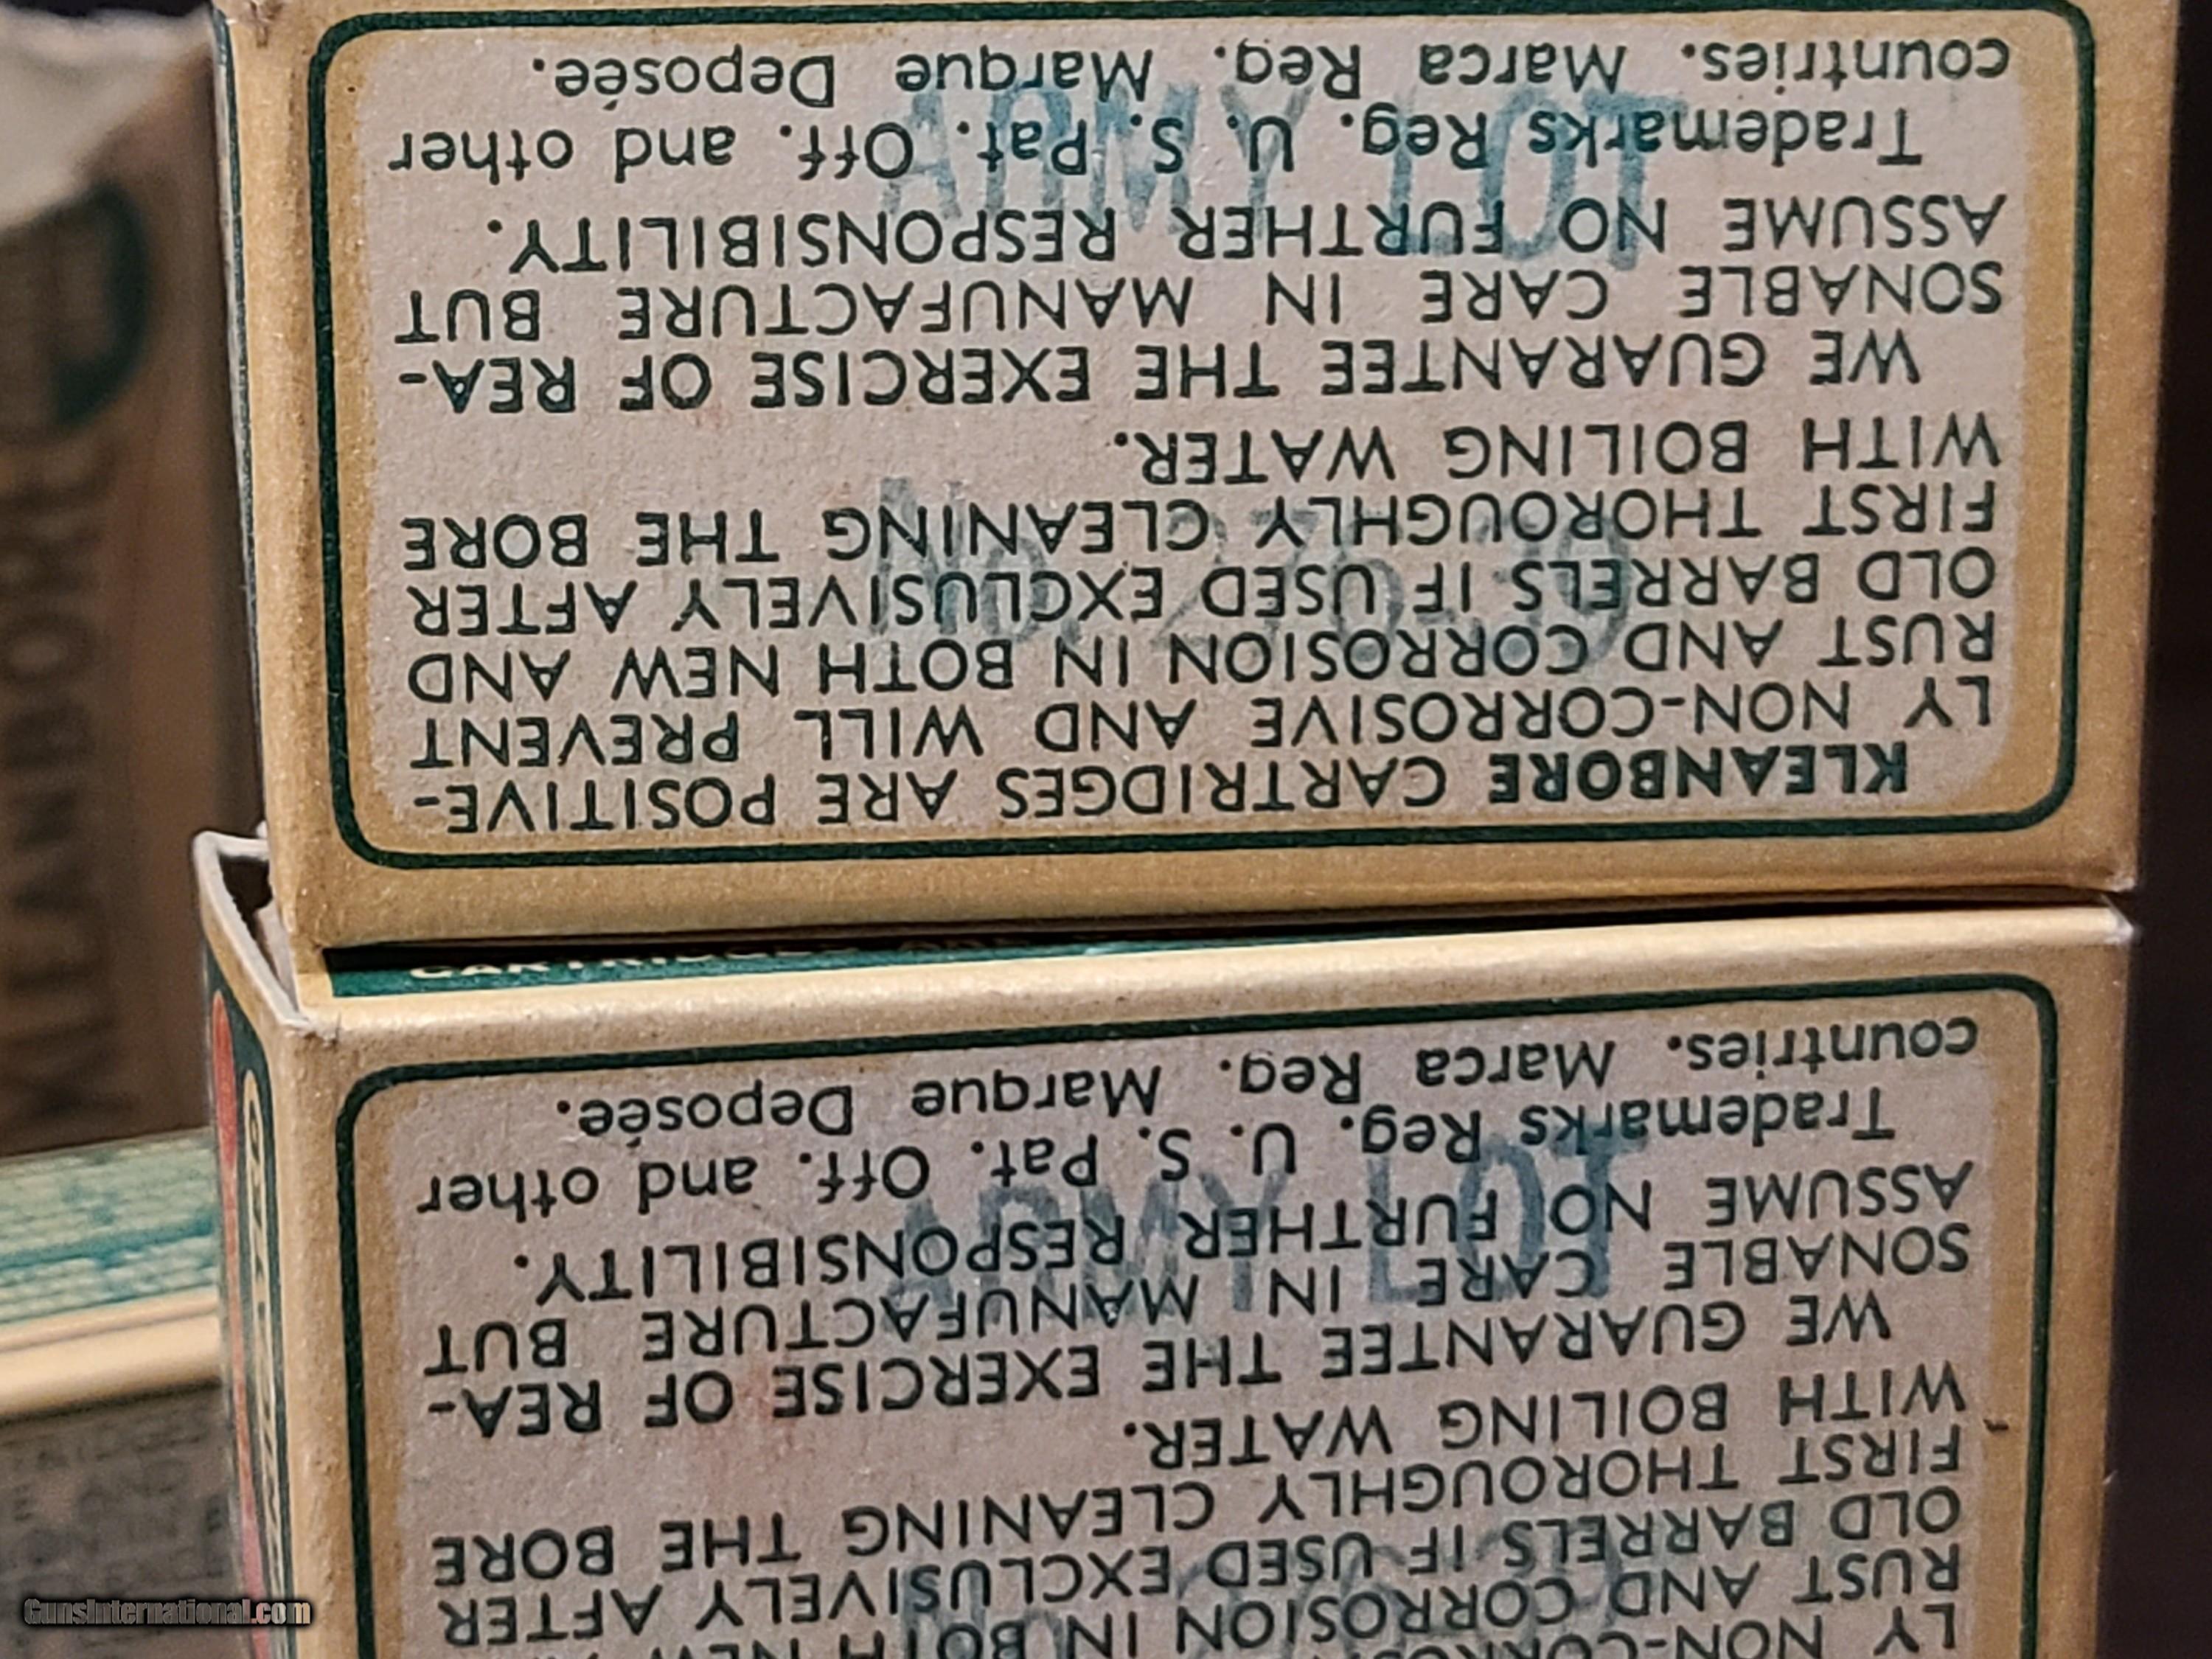 KLEANBORE CARTRIDGES ARE POSITIVE-
LY NON-CORROSIVE AND WILL PREVENT
RUST AND CORROSION IN BOTH NEW AND
OLD BARRELS IF USED EXCLUSIVELY AFTER
FIRST THOROUGHLY CLEANING THE BORE
WITH BOILING WATER.
WE GUARANTEE THE EXERCISE OF REA-
SONABLE CARE IN MANUFACTURE BUT
ASSUME NO FURTHER RESPONSIBILITY.
Trademarks Reg. U. S. Pat. Off. and other
countries. Marca Reg. Marque Deposée.
ARMY LOT
No.
LY NON-CORROSIVE
RUST AND CORROSION IN BOTH NEW
OLD BARRELS IF USED EXCLUSIVELY AFTER
FIRST THOROUGHLY CLEANING THE BORE
WITH BOILING WATER.
WE GUARANTEE THE EXERCISE OF REA-
SONABLE CARE IN MANUFACTURE BUT
ASSUME NO FURTHER RESPONSIBILITY.
Trademarks Reg. U. S. Pat. Off. and other
countries. Marca Reg. Marque Deposée.
ARMY LOT
KLEANBORE
GunsInternational.com